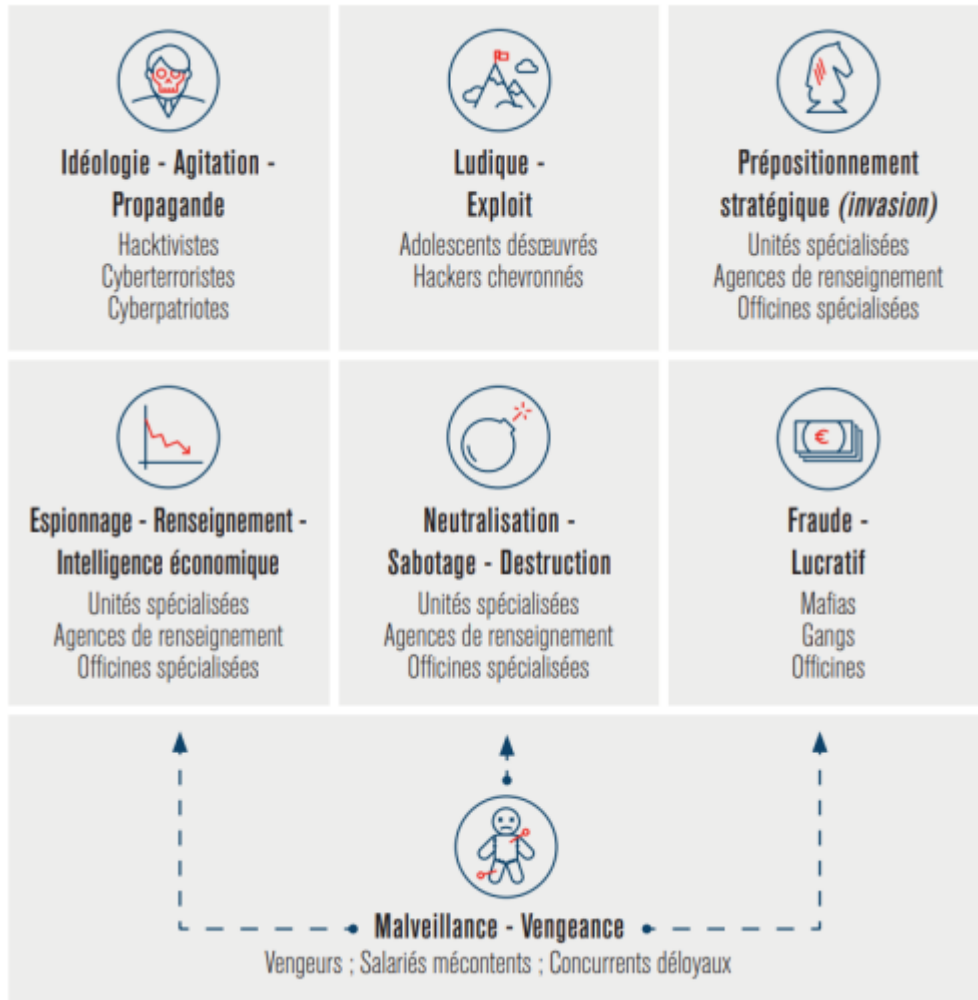 Idéologie - Agitation -
Propagande
Hacktivistes
Cyberterroristes
Cyberpatriotes
Ludique -
Exploit
Adolescents désœuvrés
Hackers chevronnés
Prépositionnement
stratégique (invasion)
Unités spécialisées
Agences de renseignement
Officines spécialisées
Espionnage - Renseignement -
Intelligence économique
Unités spécialisées
Agences de renseignement
Officines spécialisées
Neutralisation -
Sabotage - Destruction
Unités spécialisées
Agences de renseignement
Officines spécialisées
€
Fraude -
Lucratif
Mafias
Gangs
Officines
Malveillance - Vengeance
Vengeurs ; Salariés mécontents ; Concurrents déloyaux